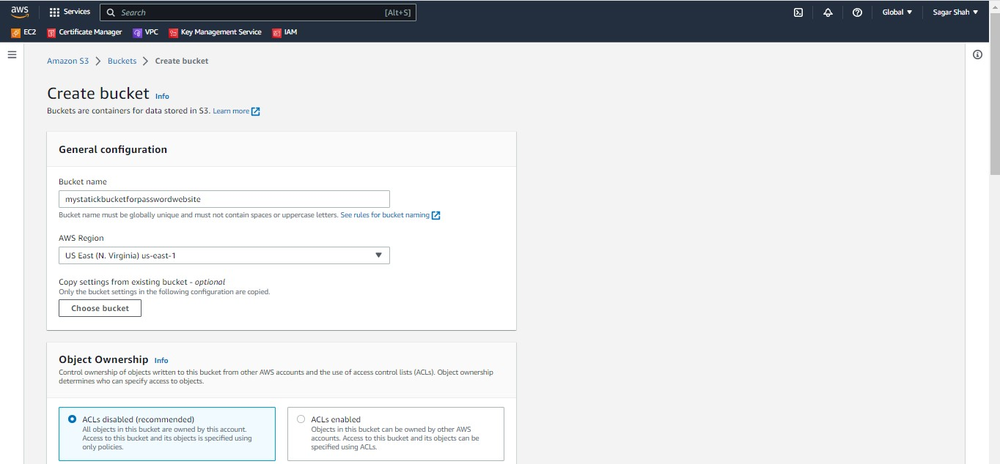 aws
Services
Search
[Alt+S]
Global
Sagar Shah
EC2
Certificate Manager
VPC
Key Management Service
IAM
Amazon S3
Buckets
Create bucket
Create bucket Info
Buckets are containers for data stored in S3. Learn more
General configuration
Bucket name
mystatickbucketforpasswordwebsite
Bucket name must be globally unique and must not contain spaces or uppercase letters. See rules for bucket naming
AWS Region
US East (N. Virginia) us-east-1
Copy settings from existing bucket - optional
Only the bucket settings in the following configuration are copied.
Choose bucket
Object Ownership Info
Control ownership of objects written to this bucket from other AWS accounts and the use of access control lists (ACLs). Object ownership
determines who can specify access to objects.
ACLs disabled (recommended)
All objects in this bucket are owned by this account.
Access to this bucket and its objects is specified using
only policies.
ACLs enabled
Objects in this bucket can be owned by other AWS
accounts. Access to this bucket and its objects can be
specified using ACLs.